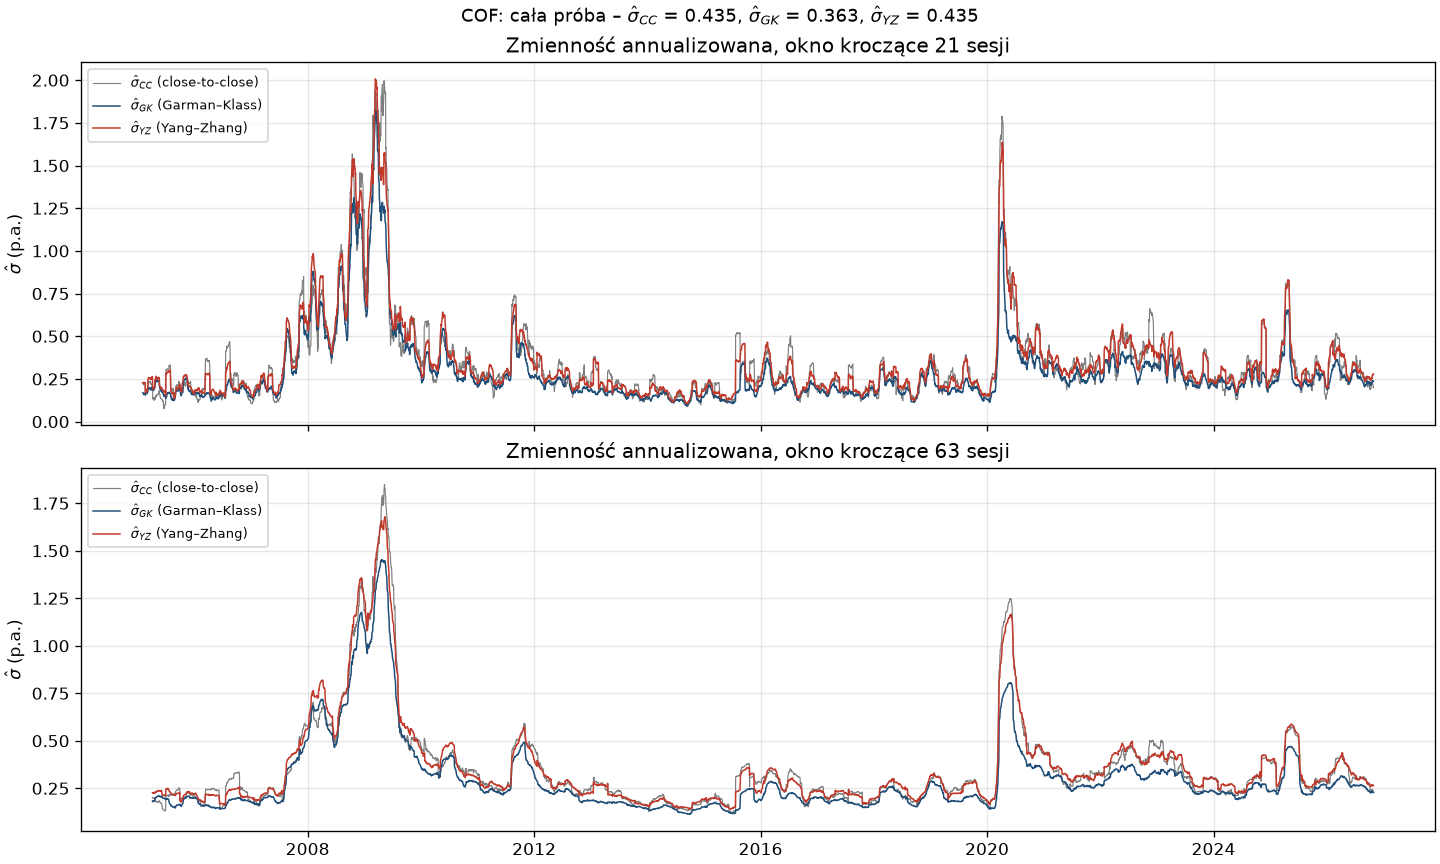 COF: cała próba – σ̂_CC = 0.435, σ̂_GK = 0.363, σ̂_YZ = 0.435
Zmienność annualizowana, okno kroczące 21 sesji
σ̂_CC (close-to-close)
σ̂_GK (Garman–Klass)
σ̂_YZ (Yang–Zhang)
2.00
1.75
1.50
1.25
1.00
0.75
0.50
0.25
0.00
σ̂ (p.a.)
Zmienność annualizowana, okno kroczące 63 sesji
σ̂_CC (close-to-close)
σ̂_GK (Garman–Klass)
σ̂_YZ (Yang–Zhang)
1.75
1.50
1.25
1.00
0.75
0.50
0.25
σ̂ (p.a.)
2008 2012 2016 2020 2024